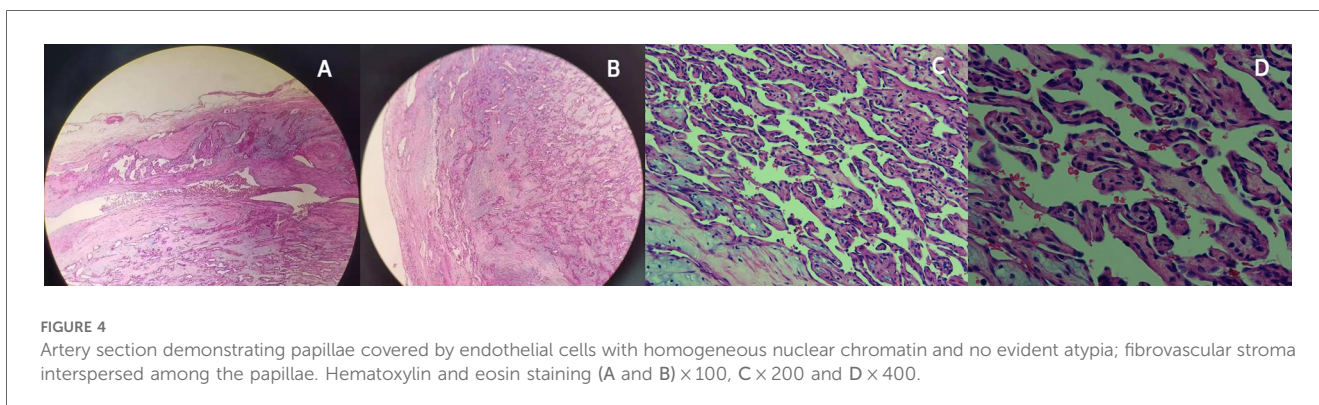 A
B
C
D
FIGURE 4
Artery section demonstrating papillae covered by endothelial cells with homogeneous nuclear chromatin and no evident atypia; fibrovascular stroma
interspersed among the papillae. Hematoxylin and eosin staining (A and B) × 100, C × 200 and D × 400.